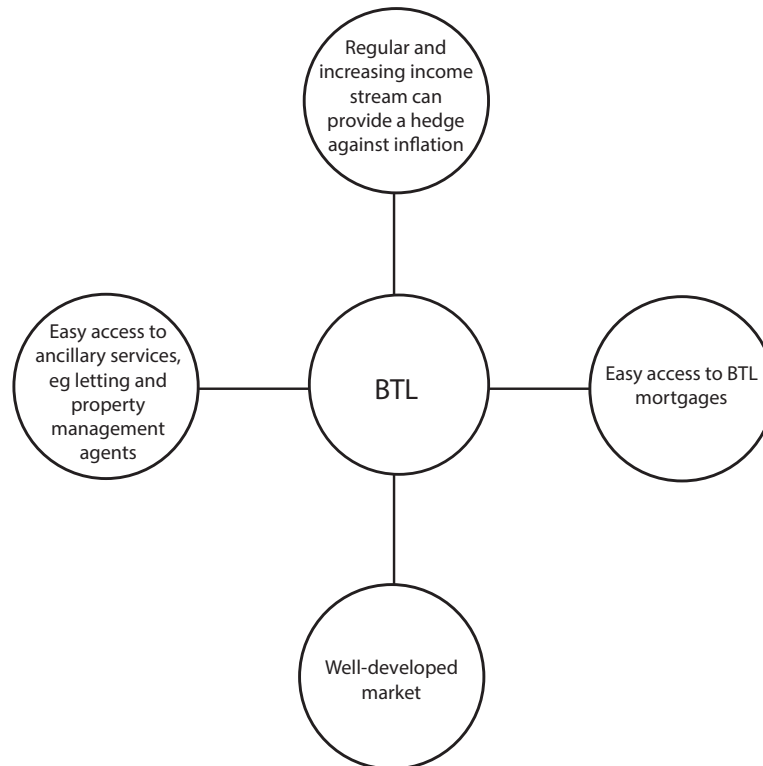 Regular and
increasing income
stream can
provide a hedge
against inflation
Easy access to
ancillary services,
eg letting and
property
management
agents
BTL
Easy access to BTL
mortgages
Well-developed
market